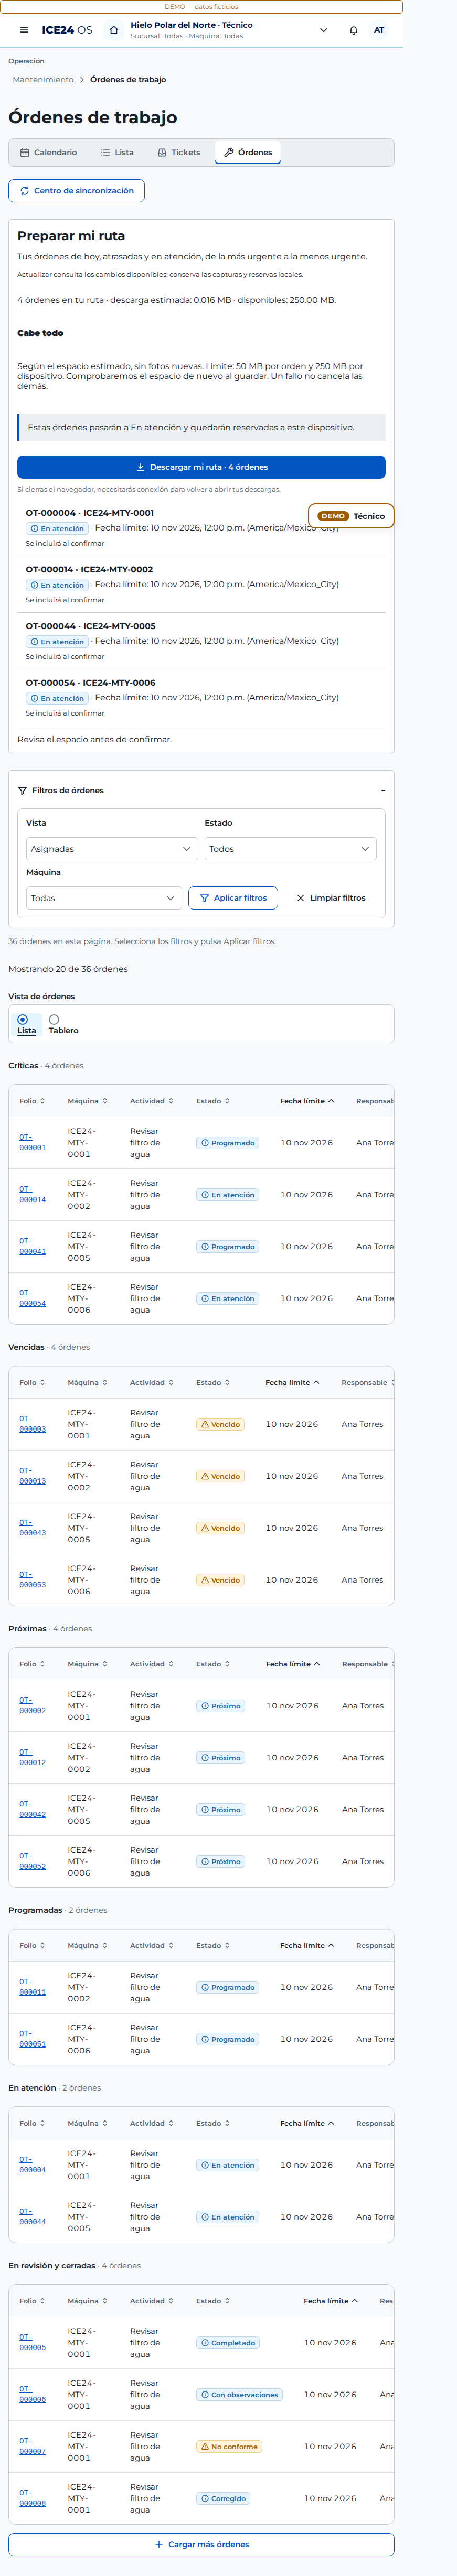 DEMO — datos ficticios
ICE24 OS
Hielo Polar del Norte · Técnico
Sucursal: Todas · Máquina: Todas
AT
Operación
Mantenimiento > Órdenes de trabajo
Órdenes de trabajo
Calendario Lista Tickets Órdenes
Centro de sincronización
Preparar mi ruta
Tus órdenes de hoy, atrasadas y en atención, de la más urgente a la menos urgente.
Actualizar consulta los cambios disponibles; conserva las capturas y reservas locales.
4 órdenes en tu ruta · descarga estimada: 0.016 MB · disponibles: 250.00 MB.
Cabe todo
Según el espacio estimado, sin fotos nuevas. Límite: 50 MB por orden y 250 MB por
dispositivo. Comprobaremos el espacio de nuevo al guardar. Un fallo no cancela las
demás.
Estas órdenes pasarán a En atención y quedarán reservadas a este dispositivo.
Descargar mi ruta · 4 órdenes
Si cierras el navegador, necesitarás conexión para volver a abrir tus descargas.
OT-000004 · ICE24-MTY-0001
En atención · Fecha límite: 10 nov 2026, 12:00 p.m. (America/Mexico_City)
DEMO Técnico
Se incluirá al confirmar
OT-000014 · ICE24-MTY-0002
En atención · Fecha límite: 10 nov 2026, 12:00 p.m. (America/Mexico_City)
Se incluirá al confirmar
OT-000044 · ICE24-MTY-0005
En atención · Fecha límite: 10 nov 2026, 12:00 p.m. (America/Mexico_City)
Se incluirá al confirmar
OT-000054 · ICE24-MTY-0006
En atención · Fecha límite: 10 nov 2026, 12:00 p.m. (America/Mexico_City)
Se incluirá al confirmar
Revisa el espacio antes de confirmar.
Filtros de órdenes
Vista Estado
Asignadas Todos
Máquina
Todas Aplicar filtros Limpiar filtros
36 órdenes en esta página. Selecciona los filtros y pulsa Aplicar filtros.
Mostrando 20 de 36 órdenes
Vista de órdenes
Lista Tablero
Críticas · 4 órdenes
Folio Máquina Actividad Estado Fecha límite Responsab
OT-000001 ICE24-MTY-0001 Revisar filtro de agua Programado 10 nov 2026 Ana Torre
OT-000014 ICE24-MTY-0002 Revisar filtro de agua En atención 10 nov 2026 Ana Torre
OT-000041 ICE24-MTY-0005 Revisar filtro de agua Programado 10 nov 2026 Ana Torre
OT-000054 ICE24-MTY-0006 Revisar filtro de agua En atención 10 nov 2026 Ana Torre
Vencidas · 4 órdenes
Folio Máquina Actividad Estado Fecha límite Responsable
OT-000003 ICE24-MTY-0001 Revisar filtro de agua Vencido 10 nov 2026 Ana Torres
OT-000013 ICE24-MTY-0002 Revisar filtro de agua Vencido 10 nov 2026 Ana Torres
OT-000043 ICE24-MTY-0005 Revisar filtro de agua Vencido 10 nov 2026 Ana Torres
OT-000053 ICE24-MTY-0006 Revisar filtro de agua Vencido 10 nov 2026 Ana Torres
Próximas · 4 órdenes
Folio Máquina Actividad Estado Fecha límite Responsable
OT-000002 ICE24-MTY-0001 Revisar filtro de agua Próximo 10 nov 2026 Ana Torres
OT-000012 ICE24-MTY-0002 Revisar filtro de agua Próximo 10 nov 2026 Ana Torres
OT-000042 ICE24-MTY-0005 Revisar filtro de agua Próximo 10 nov 2026 Ana Torres
OT-000052 ICE24-MTY-0006 Revisar filtro de agua Próximo 10 nov 2026 Ana Torres
Programadas · 2 órdenes
Folio Máquina Actividad Estado Fecha límite Responsab
OT-000011 ICE24-MTY-0002 Revisar filtro de agua Programado 10 nov 2026 Ana Torre
OT-000051 ICE24-MTY-0006 Revisar filtro de agua Programado 10 nov 2026 Ana Torre
En atención · 2 órdenes
Folio Máquina Actividad Estado Fecha límite Responsab
OT-000004 ICE24-MTY-0001 Revisar filtro de agua En atención 10 nov 2026 Ana Torre
OT-000044 ICE24-MTY-0005 Revisar filtro de agua En atención 10 nov 2026 Ana Torre
En revisión y cerradas · 4 órdenes
Folio Máquina Actividad Estado Fecha límite Resp
OT-000005 ICE24-MTY-0001 Revisar filtro de agua Completado 10 nov 2026 Ana
OT-000006 ICE24-MTY-0001 Revisar filtro de agua Con observaciones 10 nov 2026 Ana
OT-000007 ICE24-MTY-0001 Revisar filtro de agua No conforme 10 nov 2026 Ana
OT-000008 ICE24-MTY-0001 Revisar filtro de agua Corregido 10 nov 2026 Ana
Cargar más órdenes